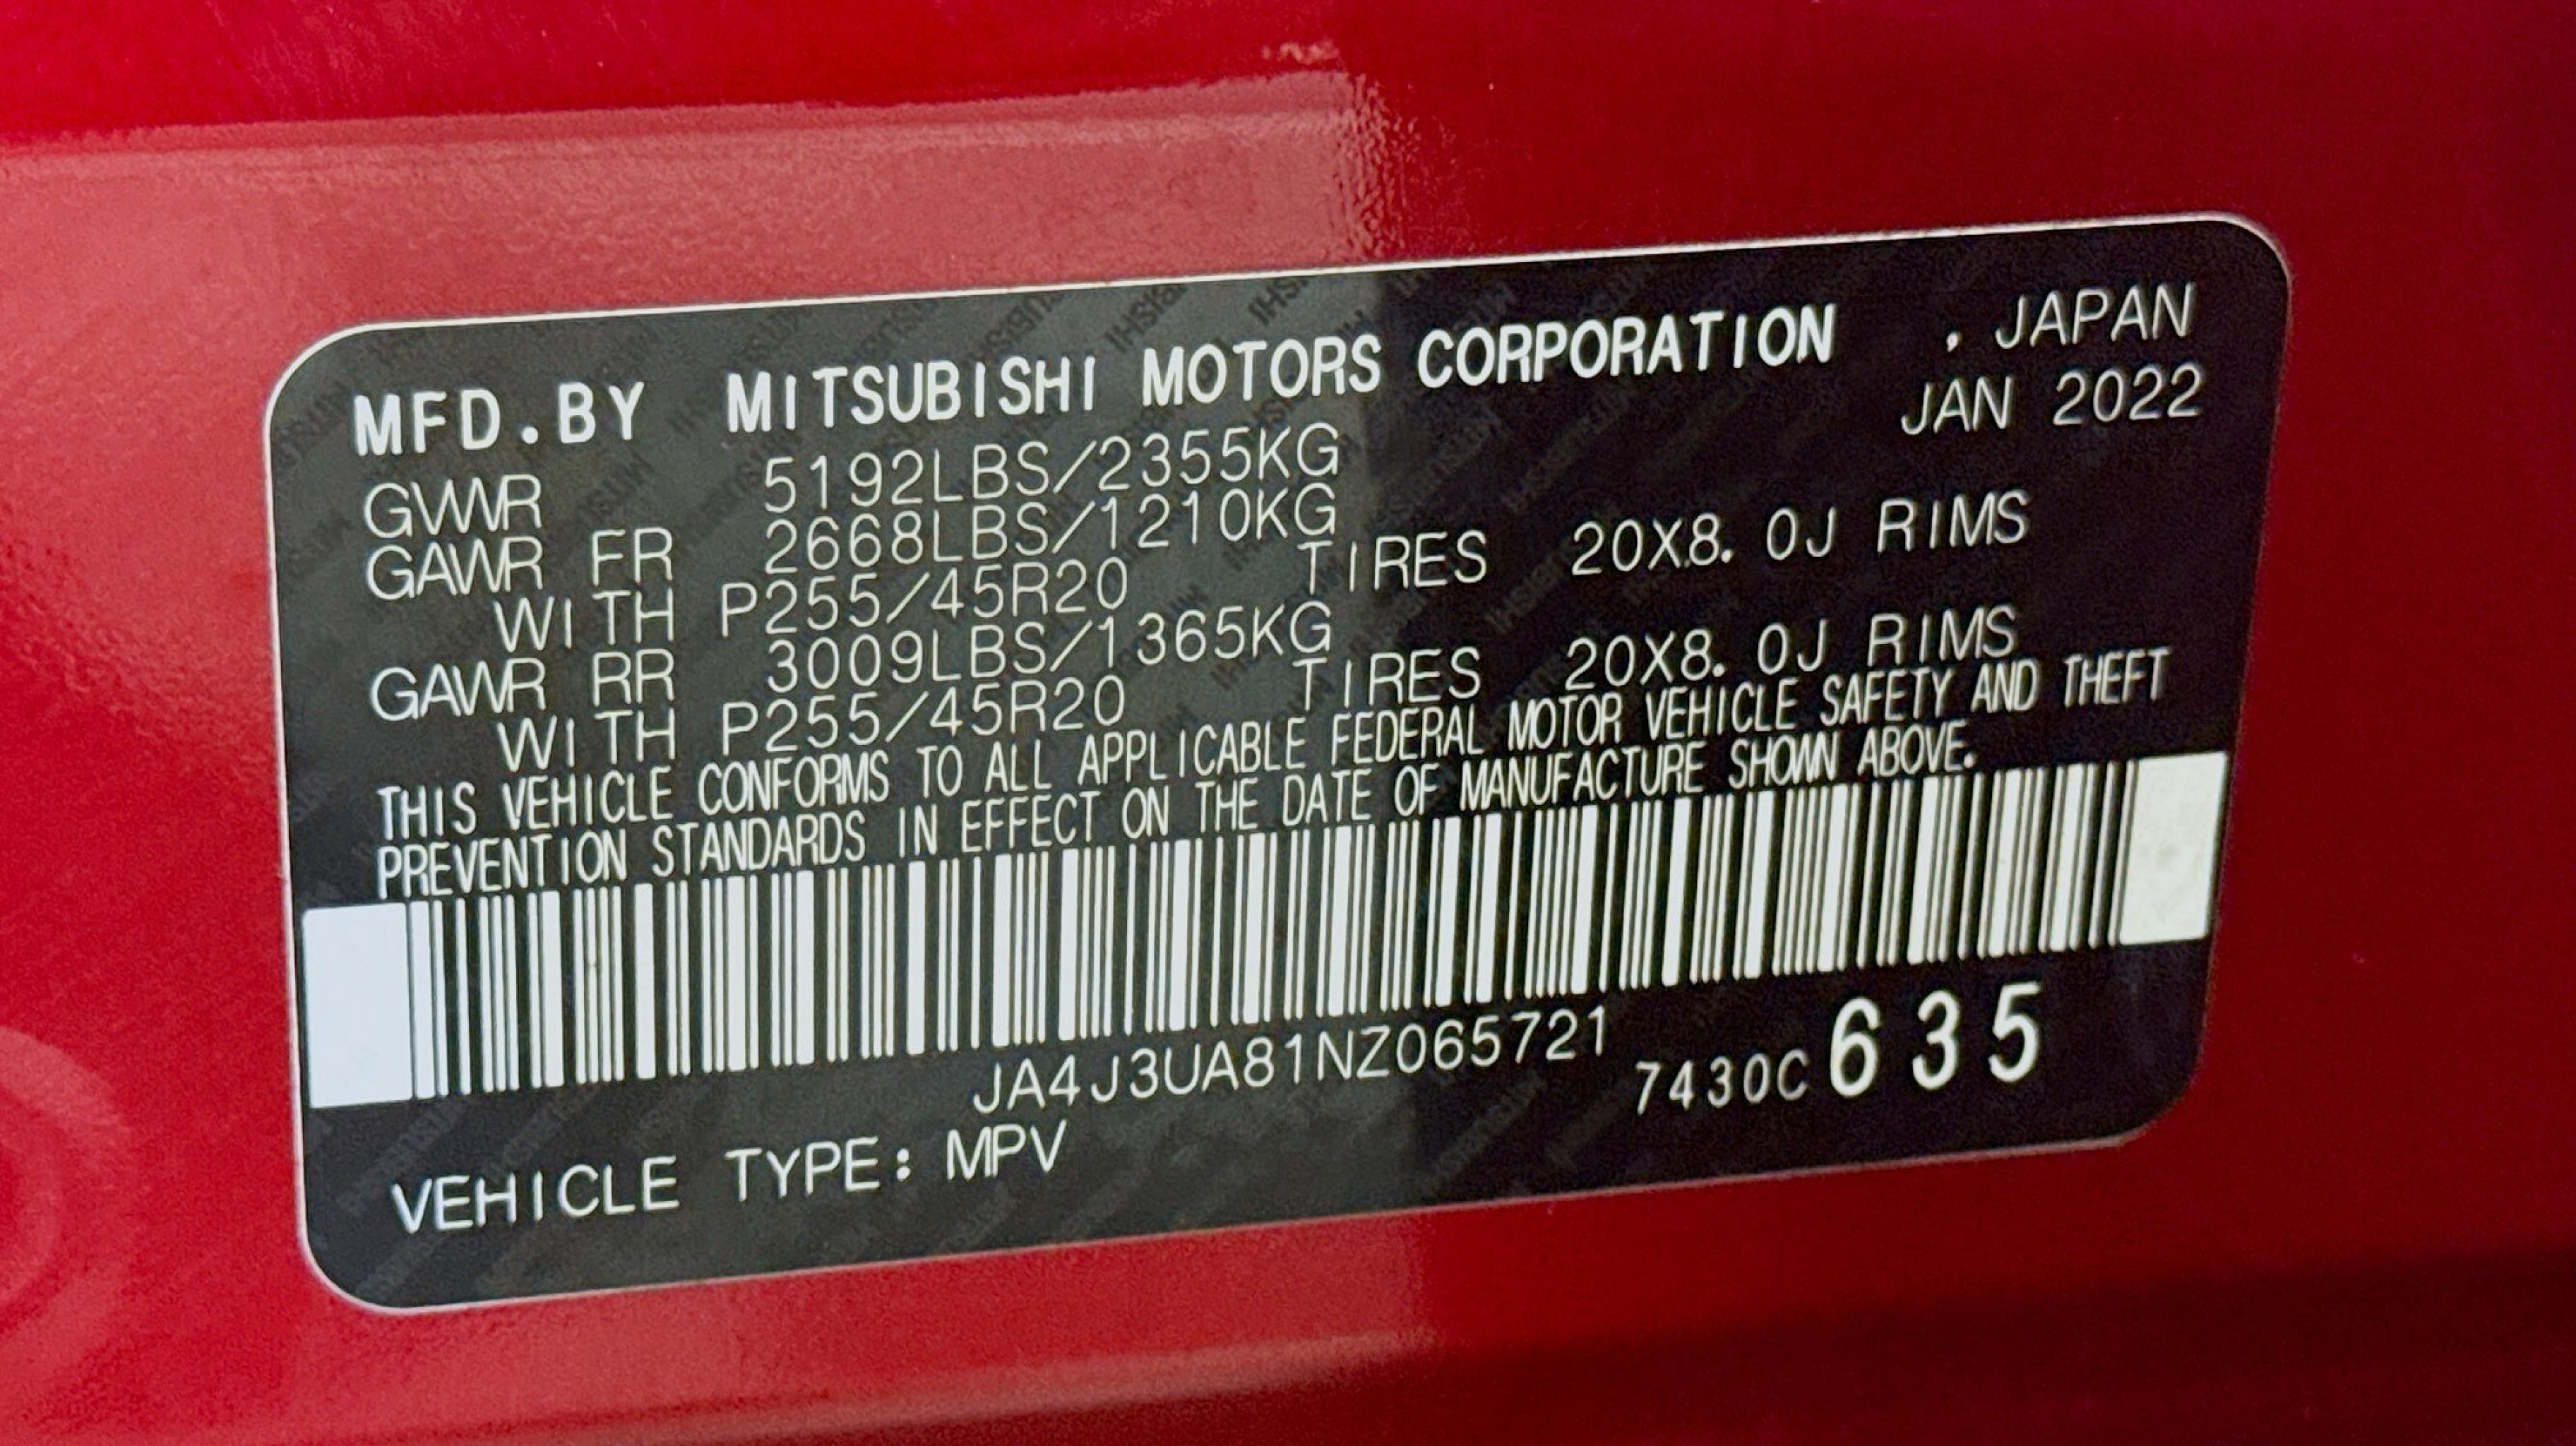 MFD.BY MITSUBISHI MOTORS CORPORATION , JAPAN
JAN 2022
GVWR 5192LBS/2355KG
GAWR FR 2668LBS/1210KG
WITH P255/45R20 TIRES 20X8.0J RIMS
GAWR RR 3009LBS/1365KG
WITH P255/45R20 TIRES 20X8.0J RIMS
THIS VEHICLE CONFORMS TO ALL APPLICABLE FEDERAL MOTOR VEHICLE SAFETY AND THEFT
PREVENTION STANDARDS IN EFFECT ON THE DATE OF MANUFACTURE SHOWN ABOVE.
JA4J3UA81NZ065721
7430C635
VEHICLE TYPE: MPV